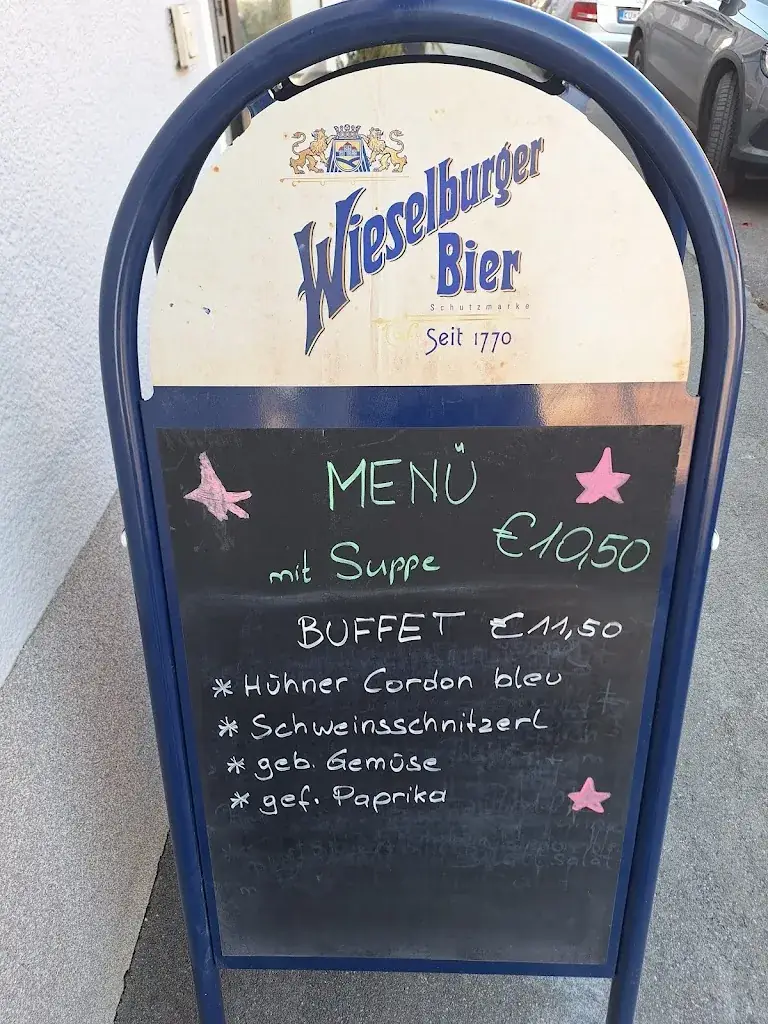 Wieselburger
Bier
Schutzmarke
Seit 1770
MENÜ
mit Suppe €10,50
BUFFET €11,50
* Hühner Cordon bleu
* Schweinsschnitzerl
* geb. Gemüse
* gef. Paprika